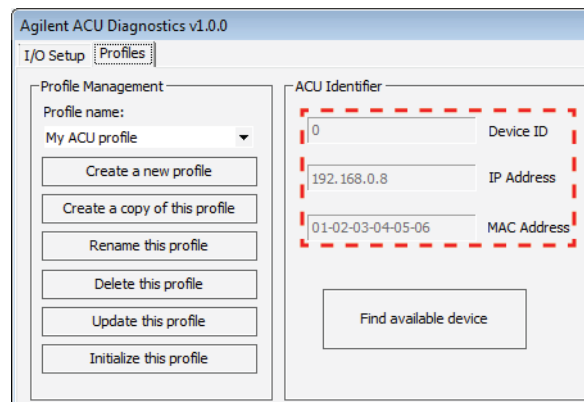 Agilent ACU Diagnostics v1.0.0
I/O Setup Profiles
Profile Management
Profile name:
My ACU profile
Create a new profile
Create a copy of this profile
Rename this profile
Delete this profile
Update this profile
Initialize this profile
ACU Identifier
0 Device ID
192.168.0.8 IP Address
01-02-03-04-05-06 MAC Address
Find available device